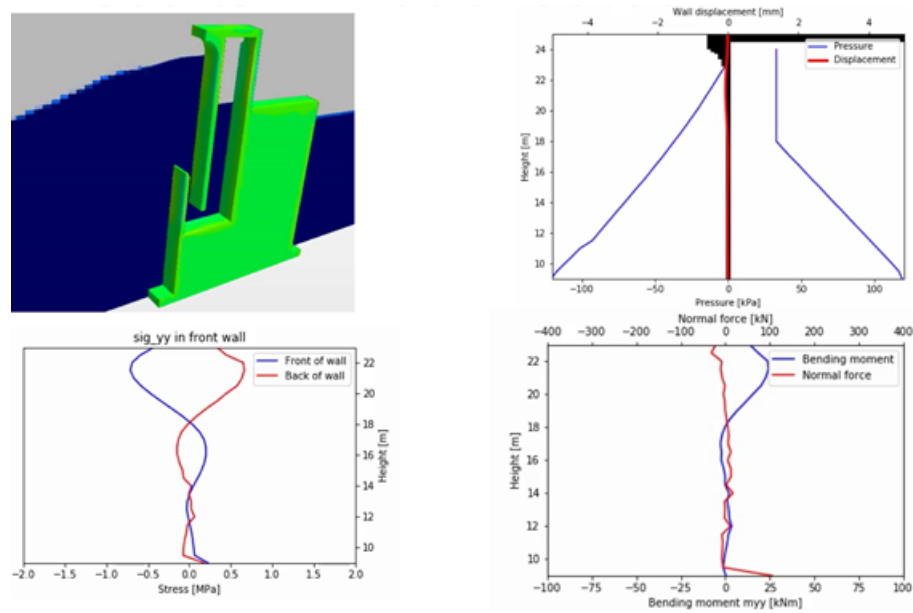 Wall displacement [mm]
−4 −2 0 2 4
24
22
20
18
16
14
12
10
Height [m]
Pressure
Displacement
−100 −50 0 50 100
Pressure [kPa]
sig_yy in front wall
Front of wall
Back of wall
22
20
18
16
14
12
10
Height [m]
−2.0 −1.5 −1.0 −0.5 0.0 0.5 1.0 1.5 2.0
Stress [MPa]
Normal force [kN]
−400 −300 −200 −100 0 100 200 300 400
22
20
18
16
14
12
10
Height [m]
Bending moment
Normal force
−100 −75 −50 −25 0 25 50 75 100
Bending moment myy [kNm]